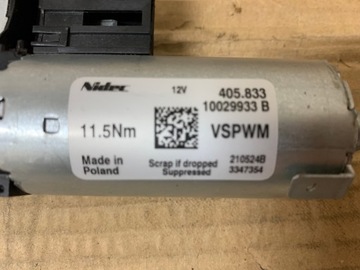 Nidec 12V 405.833
10029933 B
11.5Nm VSPWM
Made in Poland
Scrap if dropped
Suppressed
210524B
3347354